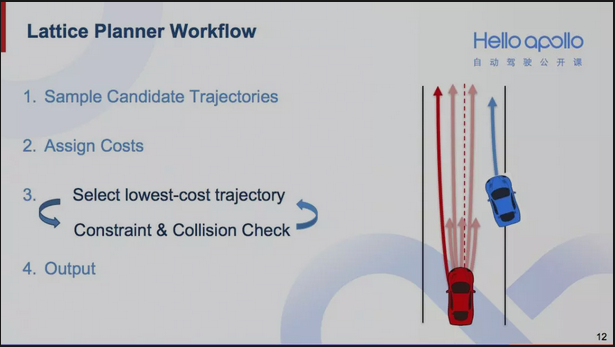 Lattice Planner Workflow
Hello apollo
自动驾驶公开课
1. Sample Candidate Trajectories
2. Assign Costs
3. Select lowest-cost trajectory
Constraint & Collision Check
4. Output
12